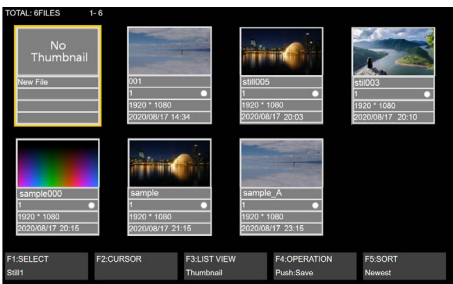 TOTAL: 6FILES 1- 6
No
Thumbnail
New File
001
1
1920 * 1080
2020/08/17 14:34
still005
1
1920 * 1080
2020/08/17 20:03
stil003
1
1920 * 1080
2020/08/17 20:10
sample000
1
1920 * 1080
2020/08/17 20:15
sample
1
1920 * 1080
2020/08/17 21:15
sample_A
1
1920 * 1080
2020/08/17 23:15
F1:SELECT
Still1
F2:CURSOR
F3:LIST VIEW
Thumbnail
F4:OPERATION
Push:Save
F5:SORT
Newest